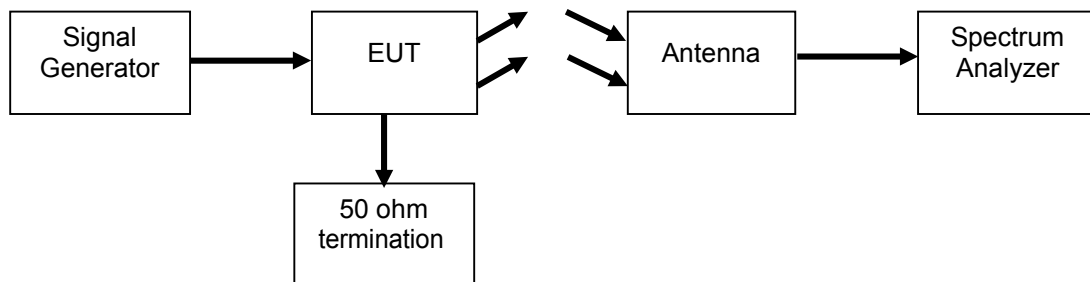 Signal
Generator
EUT
Antenna
Spectrum
Analyzer
50 ohm
termination